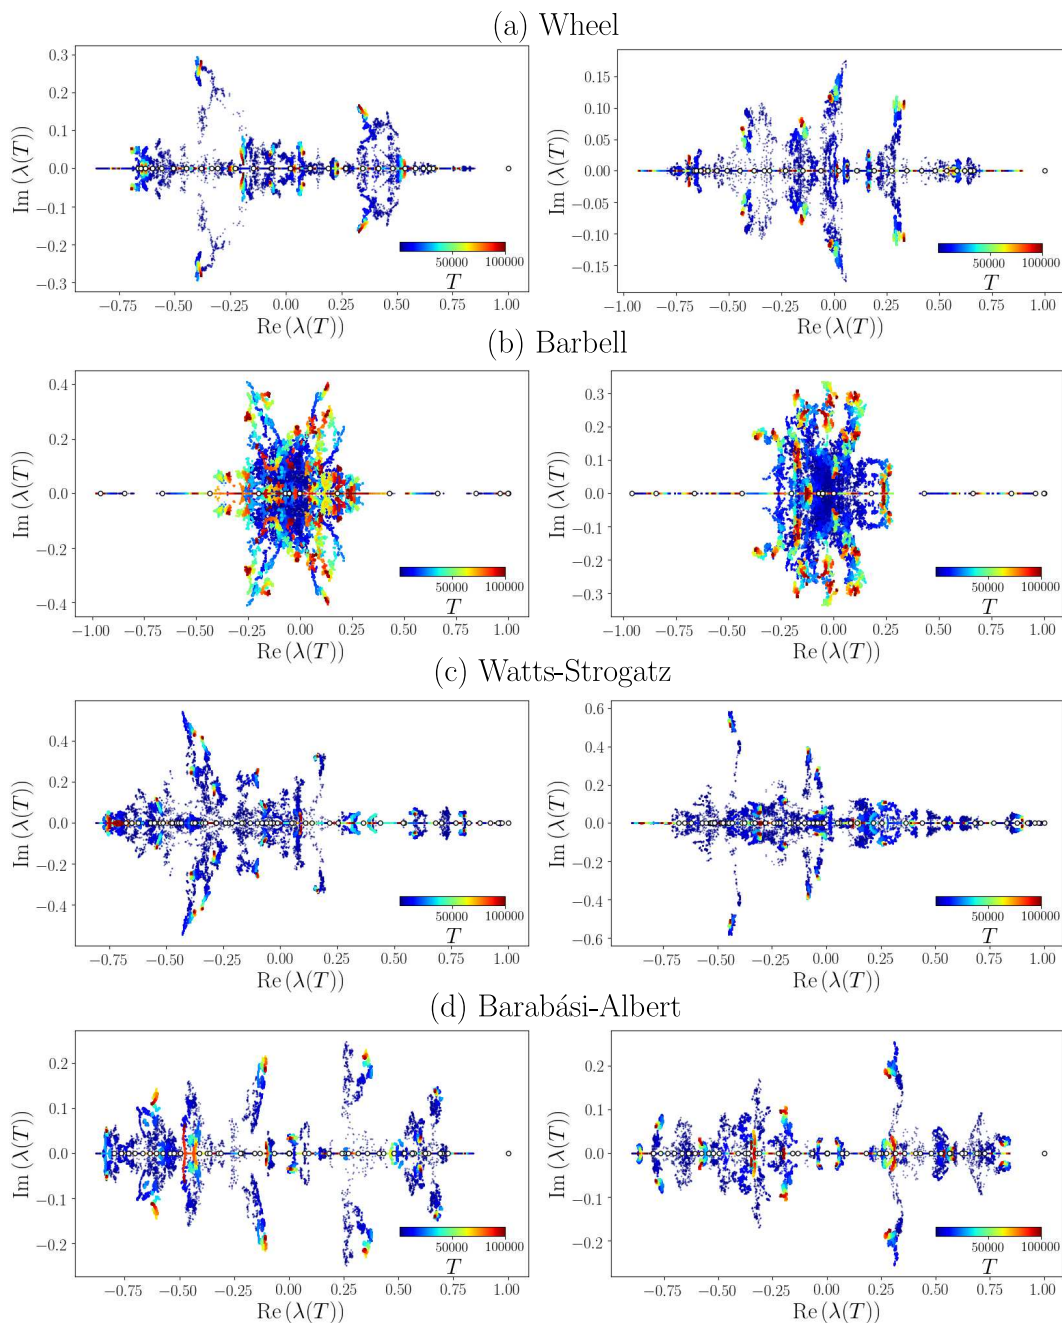 (a) Wheel
0.3
0.2
0.1
0.0
−0.1
−0.2
−0.3
Im (λ(T))
−0.75 −0.50 −0.25 0.00 0.25 0.50 0.75 1.00
Re (λ(T))
50000 100000
T
0.15
0.10
0.05
0.00
−0.05
−0.10
−0.15
Im (λ(T))
−1.00 −0.75 −0.50 −0.25 0.00 0.25 0.50 0.75 1.00
Re (λ(T))
50000 100000
T
(b) Barbell
0.4
0.2
0.0
−0.2
−0.4
Im (λ(T))
−1.00 −0.75 −0.50 −0.25 0.00 0.25 0.50 0.75 1.00
Re (λ(T))
50000 100000
T
0.3
0.2
0.1
0.0
−0.1
−0.2
−0.3
Im (λ(T))
−1.00 −0.75 −0.50 −0.25 0.00 0.25 0.50 0.75 1.00
Re (λ(T))
50000 100000
T
(c) Watts-Strogatz
0.4
0.2
0.0
−0.2
−0.4
Im (λ(T))
−0.75 −0.50 −0.25 0.00 0.25 0.50 0.75 1.00
Re (λ(T))
50000 100000
T
0.6
0.4
0.2
0.0
−0.2
−0.4
−0.6
Im (λ(T))
−0.75 −0.50 −0.25 0.00 0.25 0.50 0.75 1.00
Re (λ(T))
50000 100000
T
(d) Barabási-Albert
0.2
0.1
0.0
−0.1
−0.2
Im (λ(T))
−0.75 −0.50 −0.25 0.00 0.25 0.50 0.75 1.00
Re (λ(T))
50000 100000
T
0.2
0.1
0.0
−0.1
−0.2
Im (λ(T))
−0.75 −0.50 −0.25 0.00 0.25 0.50 0.75 1.00
Re (λ(T))
50000 100000
T